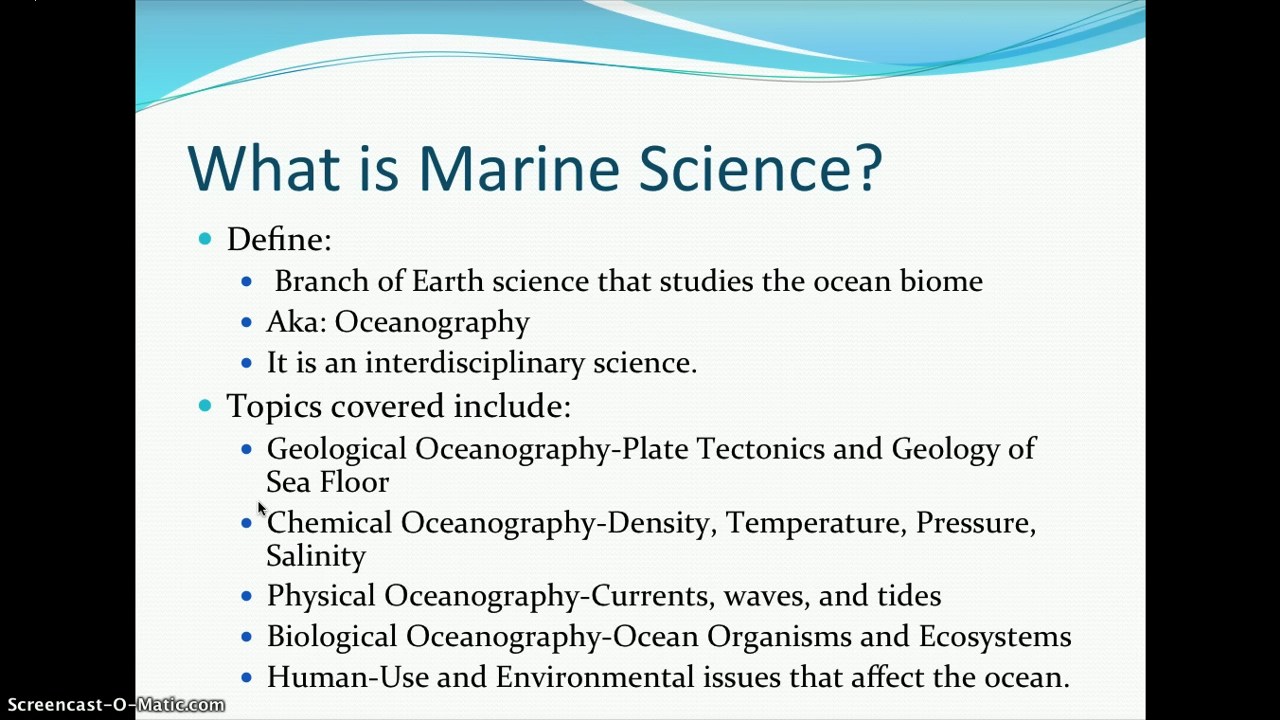 What is Marine Science?
Define:
Branch of Earth science that studies the ocean biome
Aka: Oceanography
It is an interdisciplinary science.
Topics covered include:
Geological Oceanography-Plate Tectonics and Geology of
Sea Floor
Chemical Oceanography-Density, Temperature, Pressure,
Salinity
Physical Oceanography-Currents, waves, and tides
Biological Oceanography-Ocean Organisms and Ecosystems
Human-Use and Environmental issues that affect the ocean.
Screencast-O-Matic.com